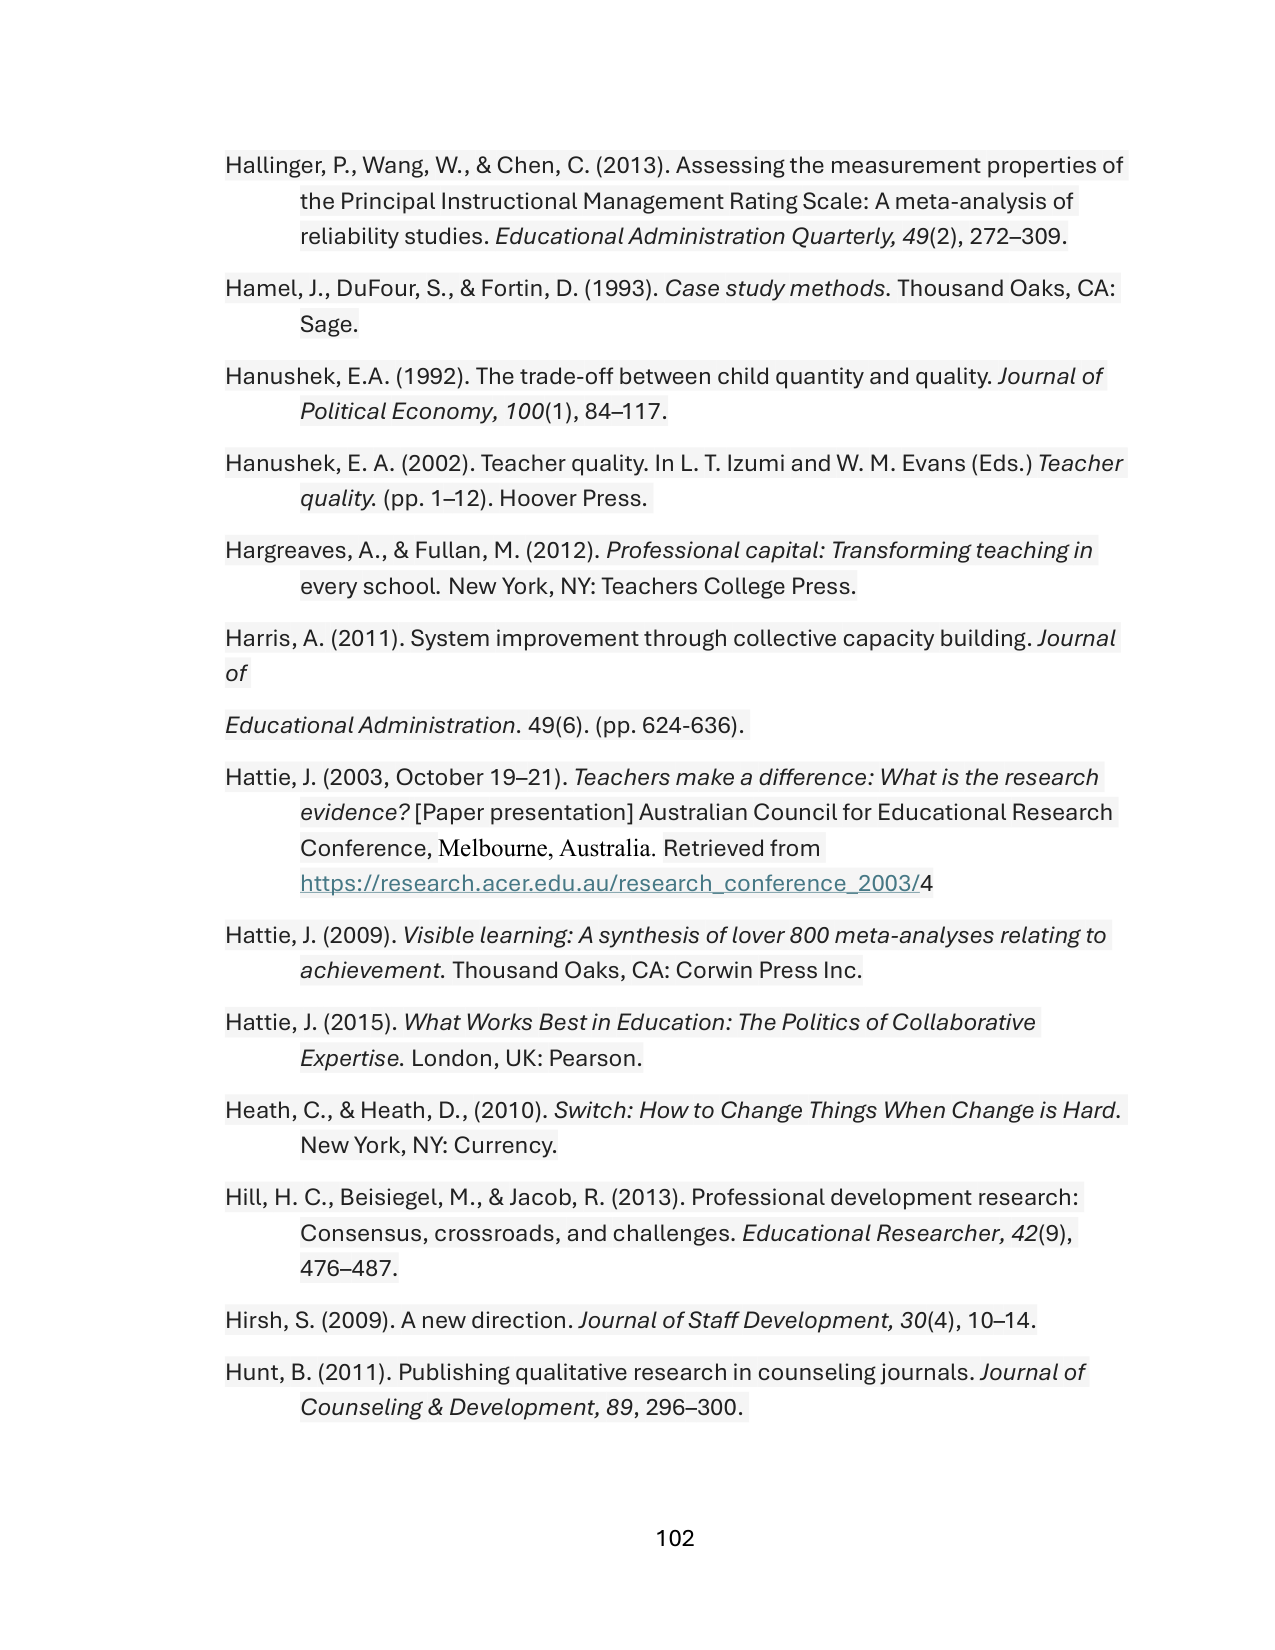 Hallinger, P., Wang, W., & Chen, C. (2013). Assessing the measurement properties of
the Principal Instructional Management Rating Scale: A meta-analysis of
reliability studies. Educational Administration Quarterly, 49(2), 272–309.
Hamel, J., DuFour, S., & Fortin, D. (1993). Case study methods. Thousand Oaks, CA:
Sage.
Hanushek, E.A. (1992). The trade-off between child quantity and quality. Journal of
Political Economy, 100(1), 84–117.
Hanushek, E. A. (2002). Teacher quality. In L. T. Izumi and W. M. Evans (Eds.) Teacher
quality. (pp. 1–12). Hoover Press.
Hargreaves, A., & Fullan, M. (2012). Professional capital: Transforming teaching in
every school. New York, NY: Teachers College Press.
Harris, A. (2011). System improvement through collective capacity building. Journal
of
Educational Administration. 49(6). (pp. 624-636).
Hattie, J. (2003, October 19–21). Teachers make a difference: What is the research
evidence? [Paper presentation] Australian Council for Educational Research
Conference, Melbourne, Australia. Retrieved from
https://research.acer.edu.au/research_conference_2003/4
Hattie, J. (2009). Visible learning: A synthesis of lover 800 meta-analyses relating to
achievement. Thousand Oaks, CA: Corwin Press Inc.
Hattie, J. (2015). What Works Best in Education: The Politics of Collaborative
Expertise. London, UK: Pearson.
Heath, C., & Heath, D., (2010). Switch: How to Change Things When Change is Hard.
New York, NY: Currency.
Hill, H. C., Beisiegel, M., & Jacob, R. (2013). Professional development research:
Consensus, crossroads, and challenges. Educational Researcher, 42(9),
476–487.
Hirsh, S. (2009). A new direction. Journal of Staff Development, 30(4), 10–14.
Hunt, B. (2011). Publishing qualitative research in counseling journals. Journal of
Counseling & Development, 89, 296–300.
102